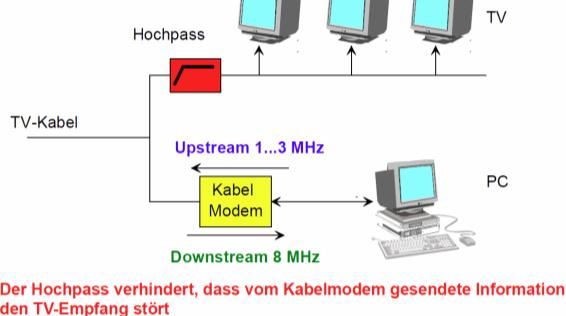 TV
Hochpass
TV-Kabel
Upstream 1...3 MHz
Kabel
Modem
PC
Downstream 8 MHz
Der Hochpass verhindert, dass vom Kabelmodem gesendete Information
den TV-Empfang stört